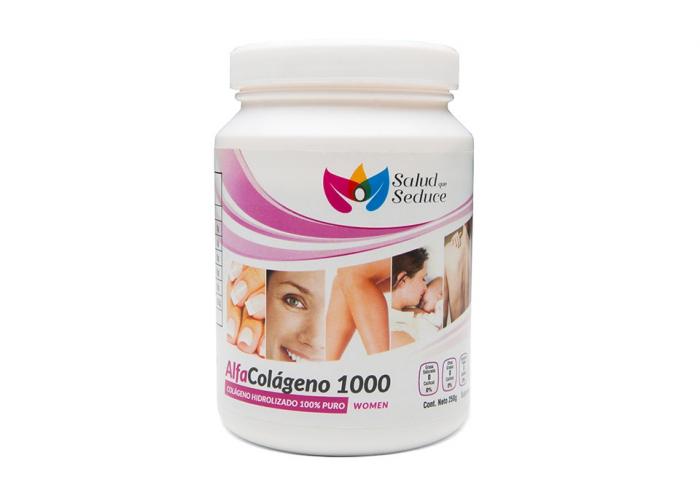 Salud que
Seduce
AlfaColágeno 1000
COLÁGENO HIDROLIZADO 100% PURO
WOMEN
Cont. Neto 250g